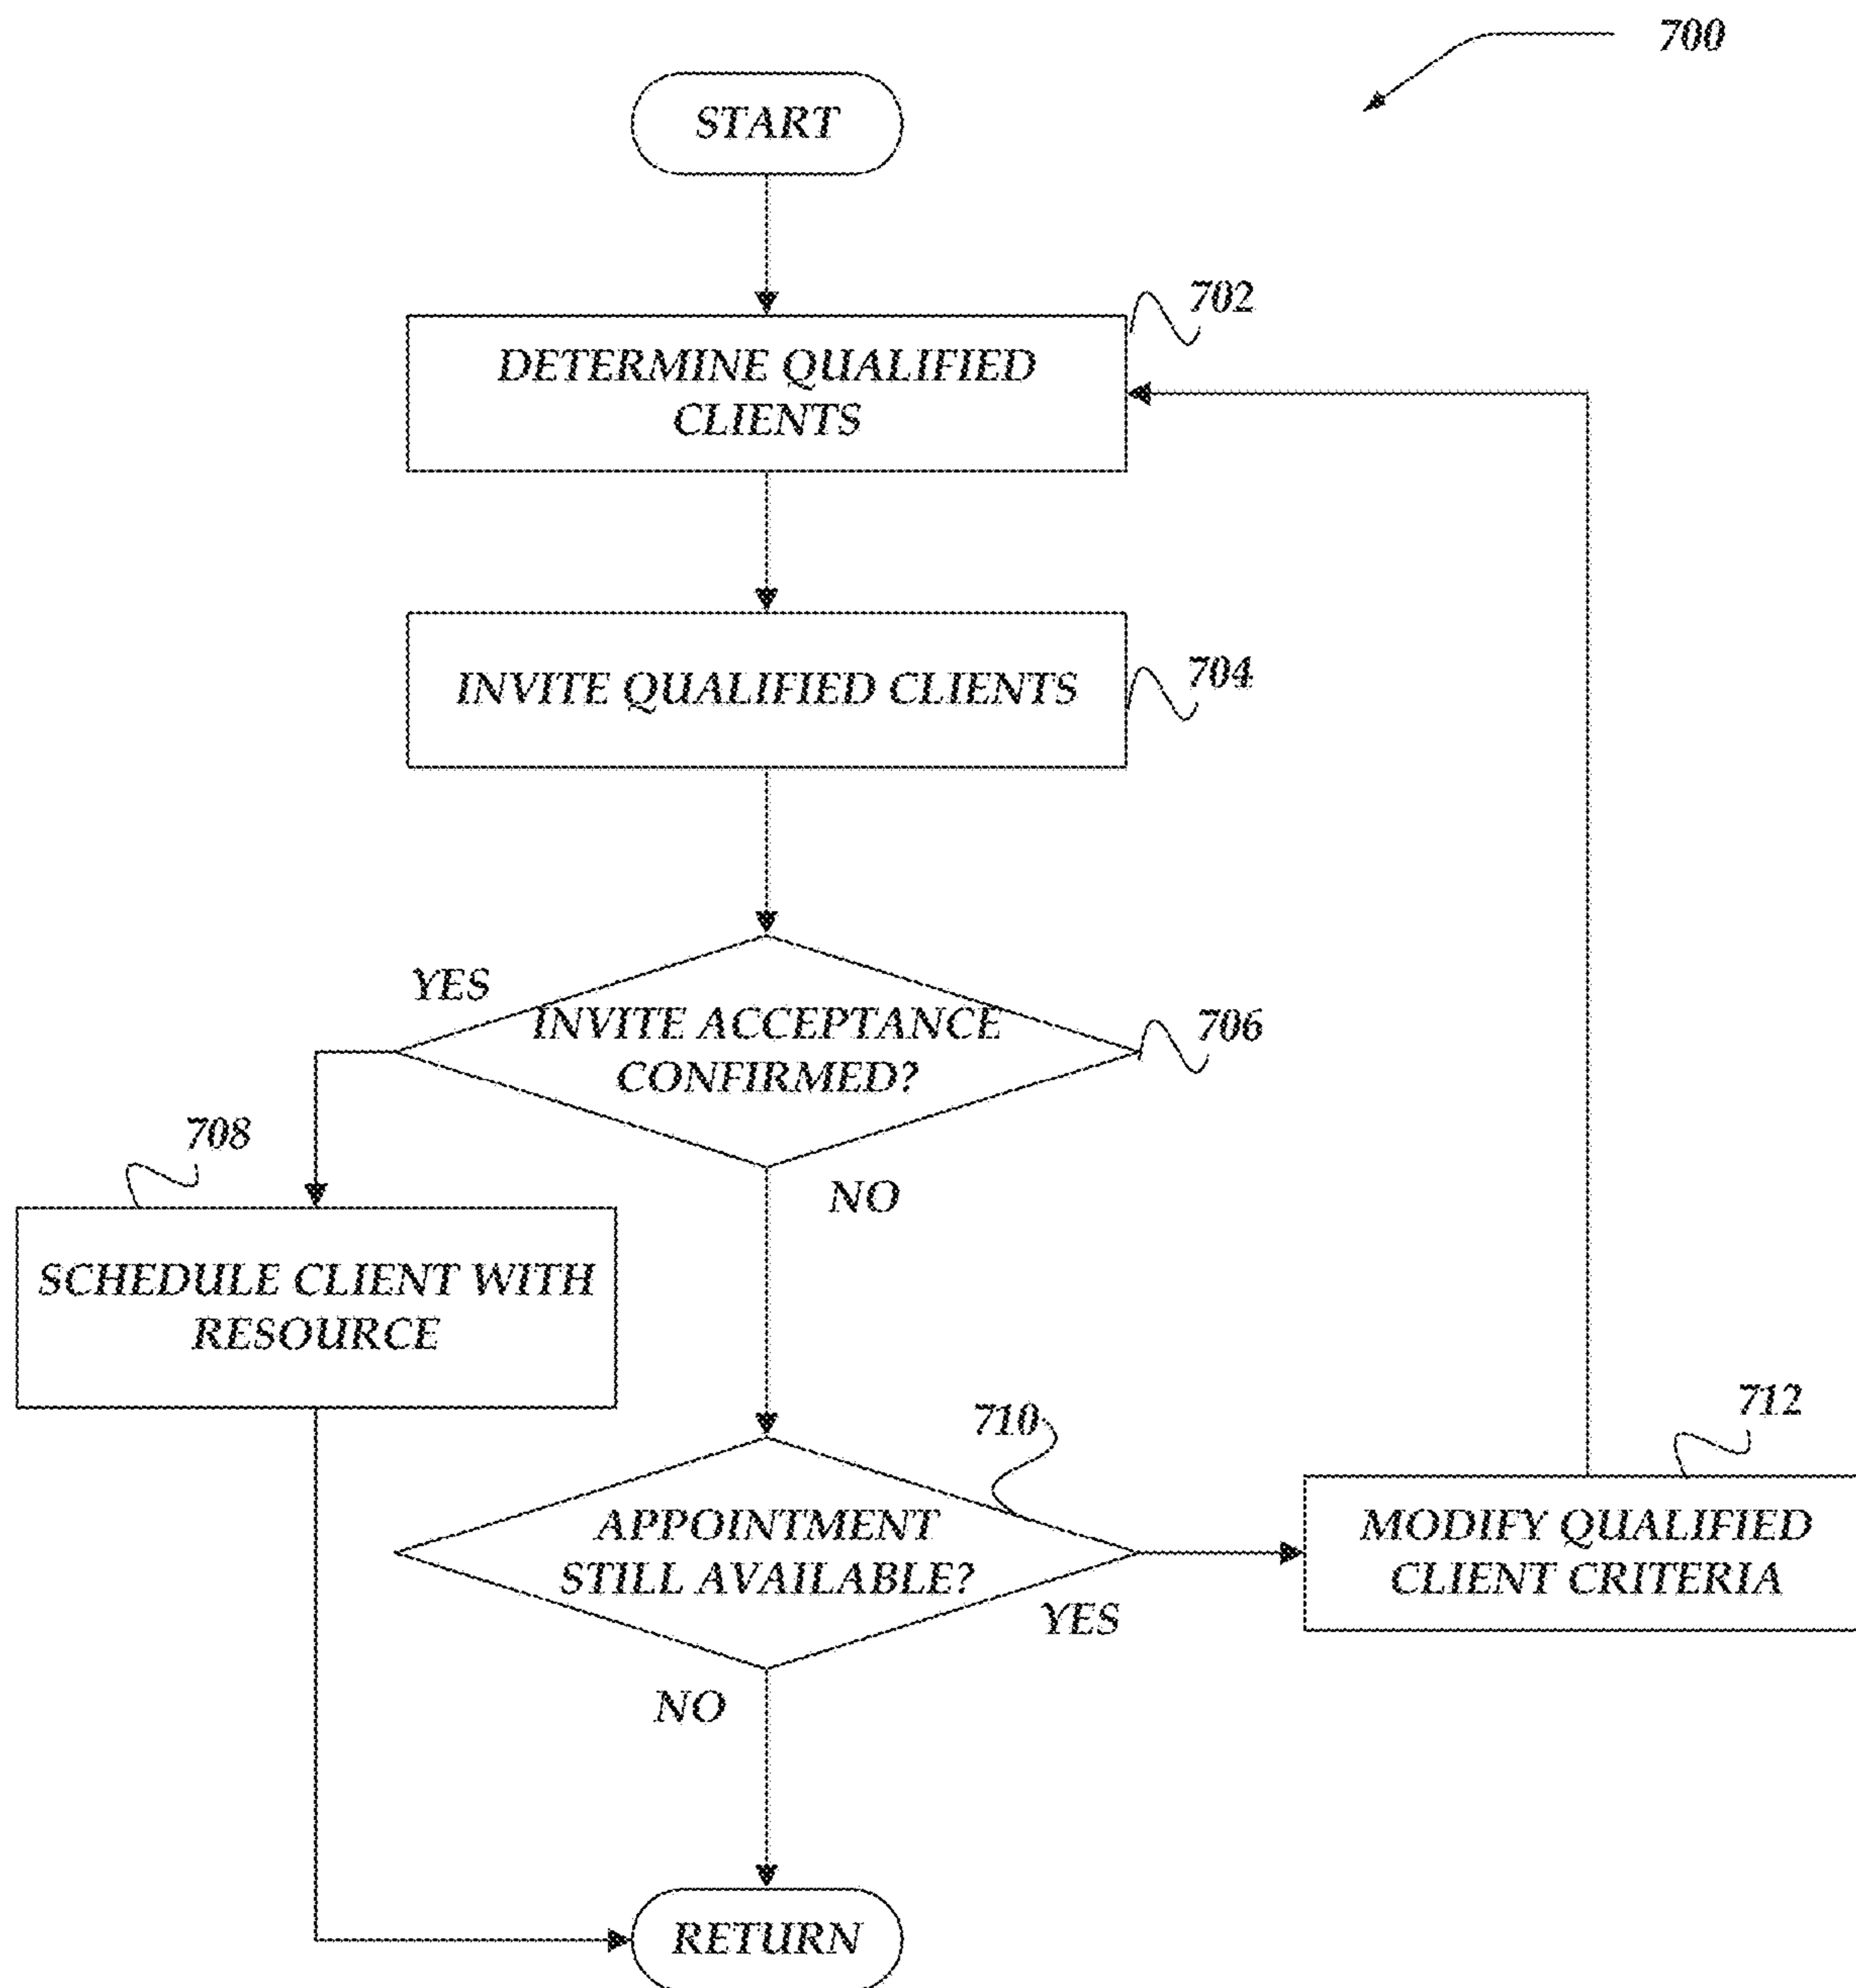 700
START
702
DETERMINE QUALIFIED
CLIENTS
INVITE QUALIFIED CLIENTS
704
YES
INVITE ACCEPTANCE
CONFIRMED?
706
708
NO
SCHEDULE CLIENT WITH
RESOURCE
710
712
APPOINTMENT
STILL AVAILABLE?
MODIFY QUALIFIED
CLIENT CRITERIA
YES
NO
RETURN